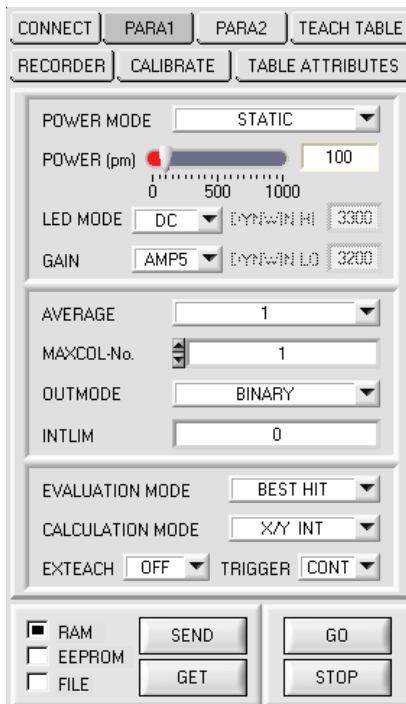 CONNECT PARA1 PARA2 TEACH TABLE
RECORDER CALIBRATE TABLE ATTRIBUTES
POWER MODE STATIC
POWER (pm) 100
0 500 1000
LED MODE DC DYNWIN HI 3300
GAIN AMP5 DYNWIN LO 3200
AVERAGE 1
MAXCOL-No. 1
OUTMODE BINARY
INTLIM 0
EVALUATION MODE BEST HIT
CALCULATION MODE X/Y INT
EXTEACH OFF TRIGGER CONT
RAM SEND GO
EEPROM
FILE GET STOP